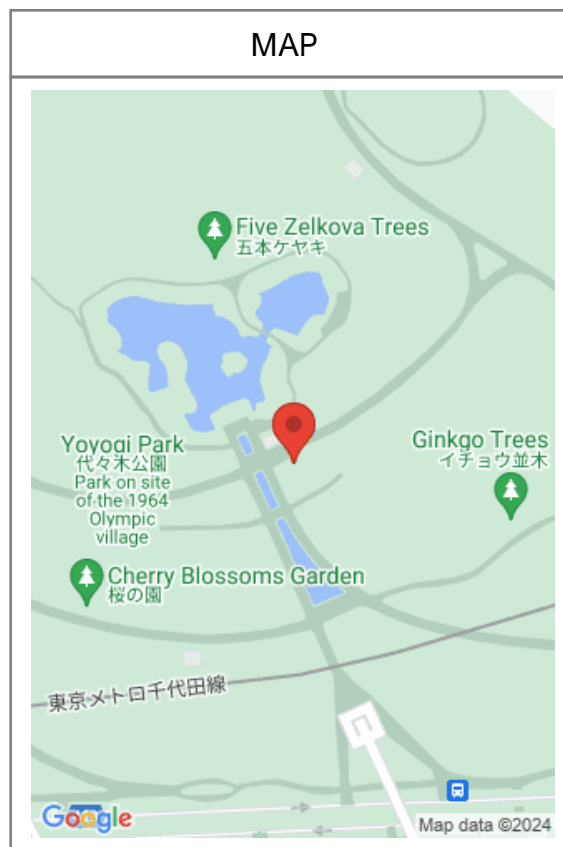 MAP
Five Zelkova Trees
五本ケヤキ
Yoyogi Park
代々木公園
Park on site
of the 1964
Olympic
village
Ginkgo Trees
イチョウ並木
Cherry Blossoms Garden
桜の園
東京メトロ千代田線
Google
Map data ©2024